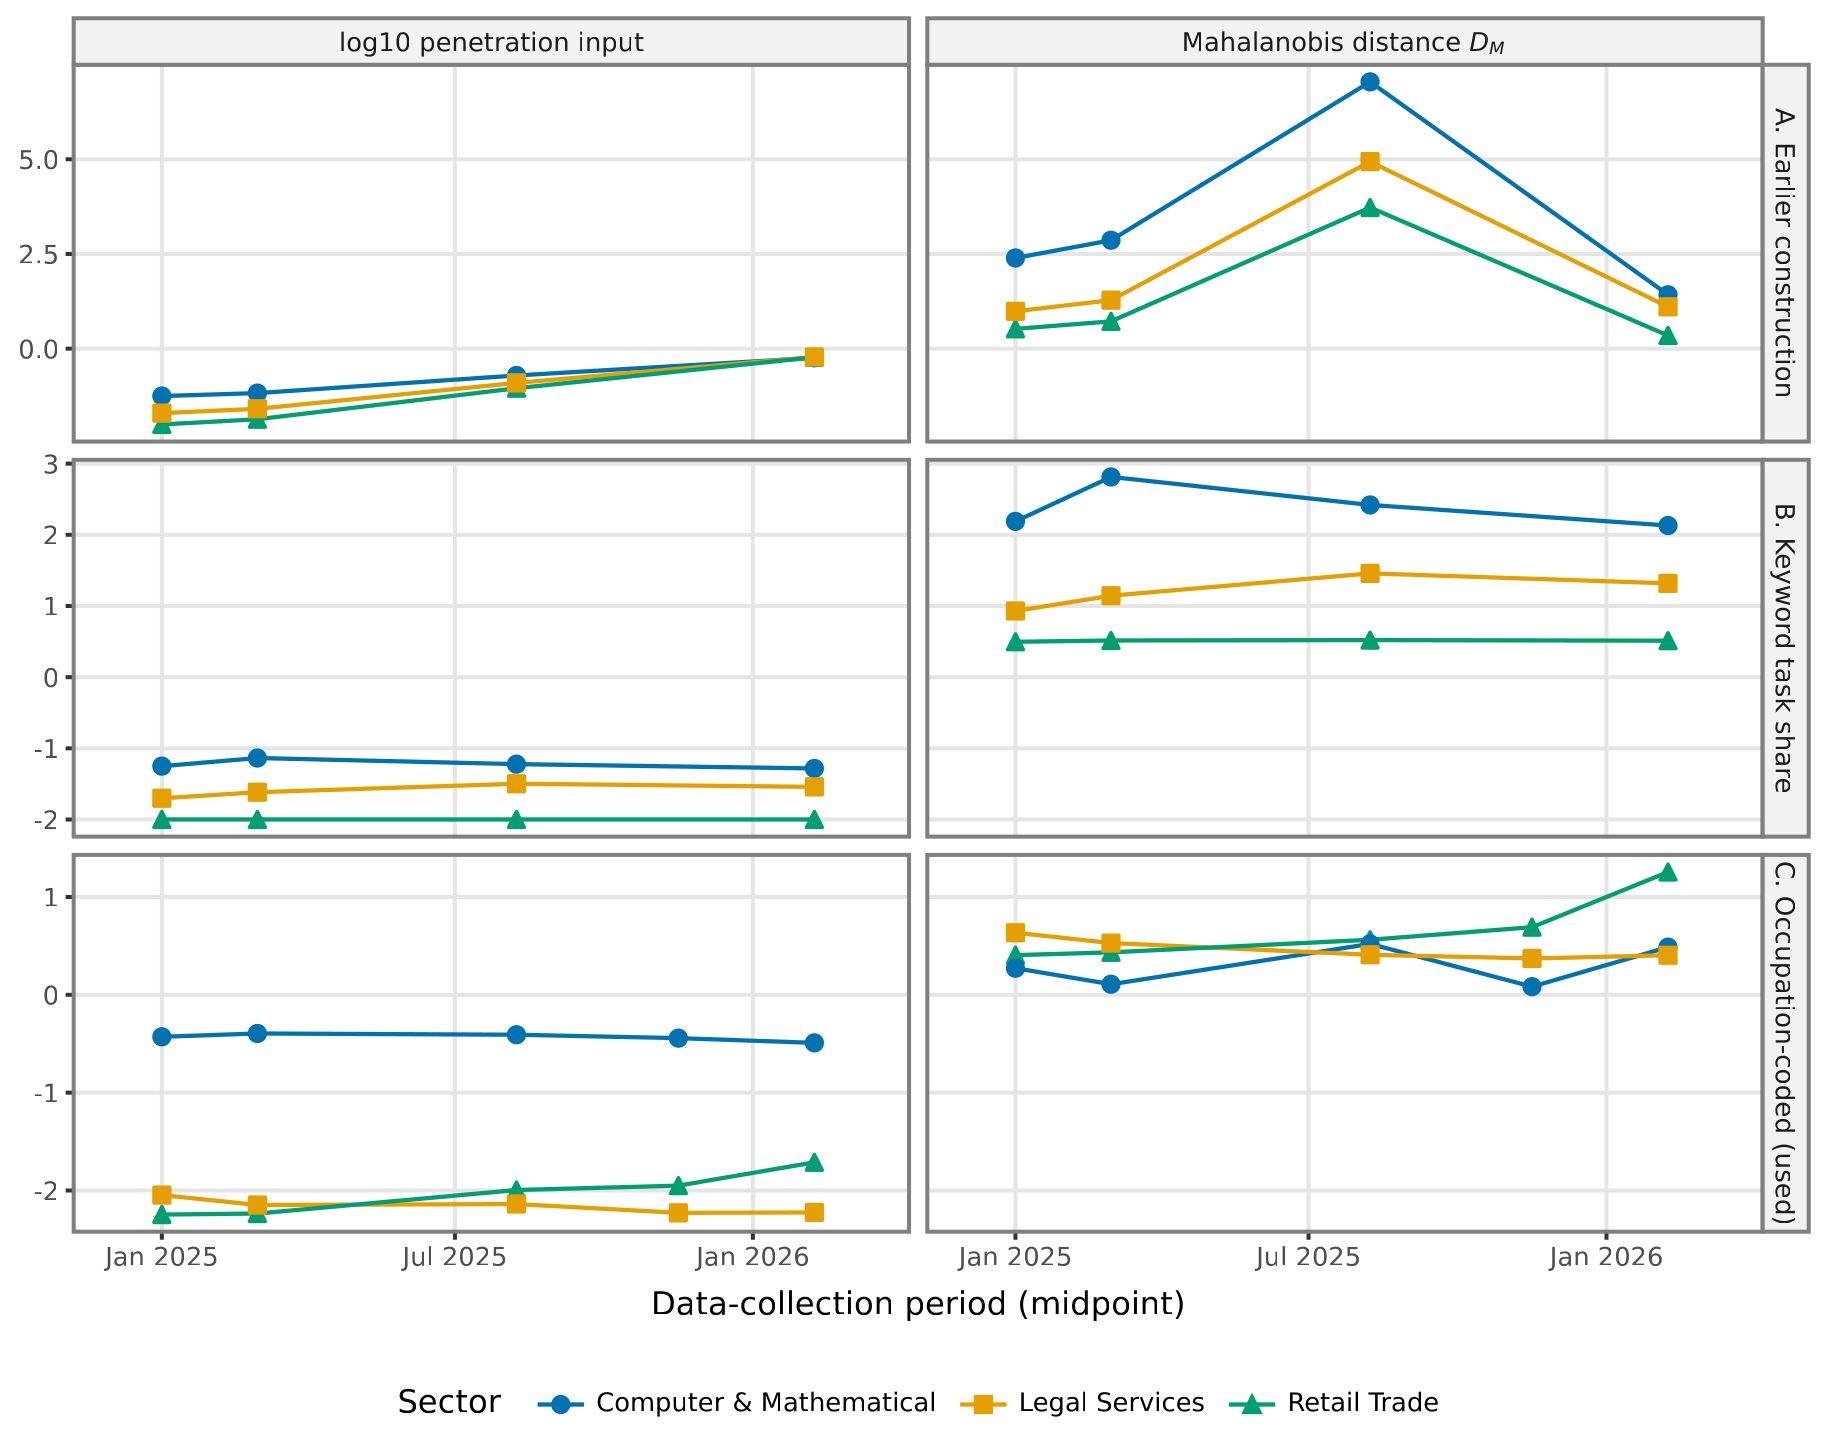 log10 penetration input
Mahalanobis distance D_M
5.0
2.5
0.0
A. Earlier construction
3
2
1
0
-1
-2
B. Keyword task share
1
0
-1
-2
C. Occupation-coded (used)
Jan 2025
Jul 2025
Jan 2026
Jan 2025
Jul 2025
Jan 2026
Data-collection period (midpoint)
Sector
Computer & Mathematical
Legal Services
Retail Trade